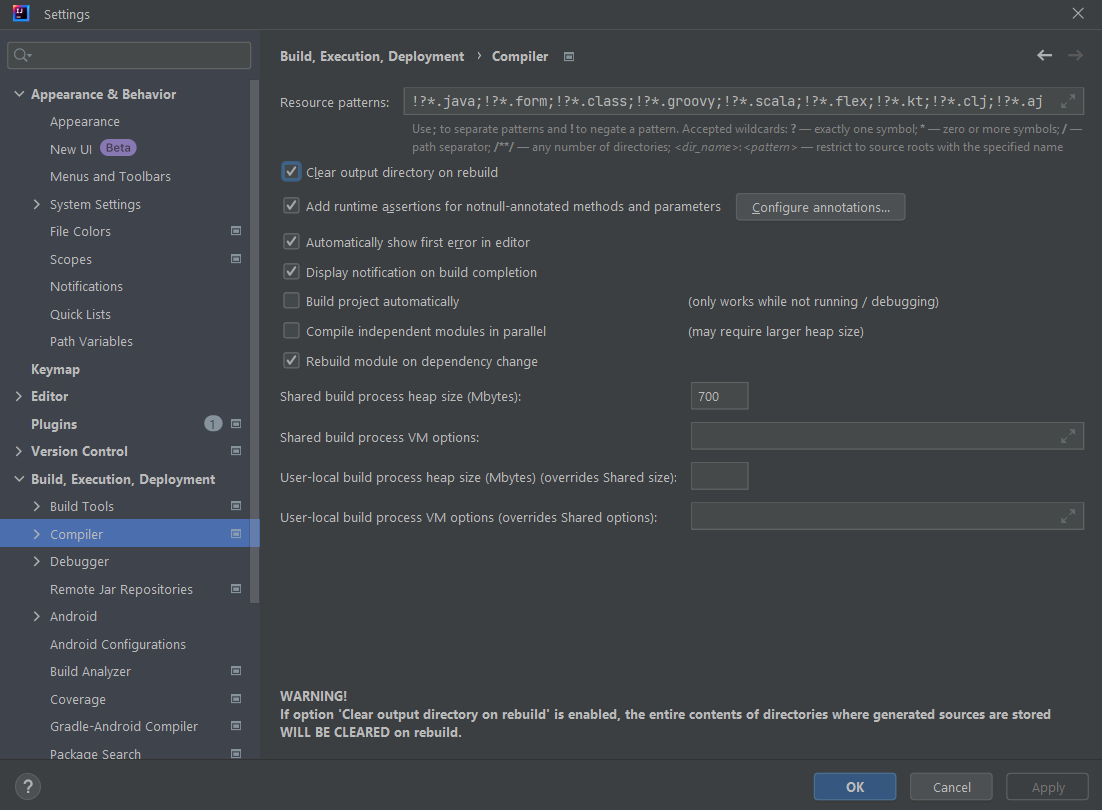 Settings
Appearance & Behavior
Appearance
New UI Beta
Menus and Toolbars
System Settings
File Colors
Scopes
Notifications
Quick Lists
Path Variables
Keymap
Editor
Plugins 1
Version Control
Build, Execution, Deployment
Build Tools
Compiler
Debugger
Remote Jar Repositories
Android
Android Configurations
Build Analyzer
Coverage
Gradle-Android Compiler
Package Search
Build, Execution, Deployment › Compiler
Resource patterns: !?*.java;!?*.form;!?*.class;!?*.groovy;!?*.scala;!?*.flex;!?*.kt;!?*.clj;!?*.aj
Use ; to separate patterns and ! to negate a pattern. Accepted wildcards: ? — exactly one symbol; * — zero or more symbols; / —
path separator; /**/ — any number of directories; <dir_name>:<pattern> — restrict to source roots with the specified name
Clear output directory on rebuild
Add runtime assertions for notnull-annotated methods and parameters Configure annotations...
Automatically show first error in editor
Display notification on build completion
Build project automatically (only works while not running / debugging)
Compile independent modules in parallel (may require larger heap size)
Rebuild module on dependency change
Shared build process heap size (Mbytes): 700
Shared build process VM options:
User-local build process heap size (Mbytes) (overrides Shared size):
User-local build process VM options (overrides Shared options):
WARNING!
If option 'Clear output directory on rebuild' is enabled, the entire contents of directories where generated sources are stored
WILL BE CLEARED on rebuild.
? OK Cancel Apply